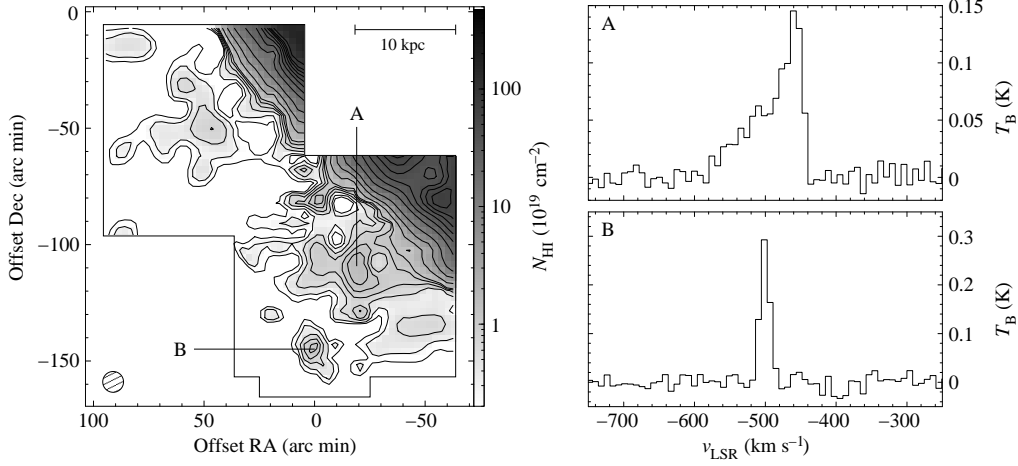 0
−50
−100
−150
Offset Dec (arc min)
100
50
0
−50
Offset RA (arc min)
10 kpc
A
B
100
10
1
N_HI (10^19 cm^−2)
A
0.15
0.10
0.05
0
T_B (K)
B
0.3
0.2
0.1
0
T_B (K)
−700
−600
−500
−400
−300
v_LSR (km s^−1)